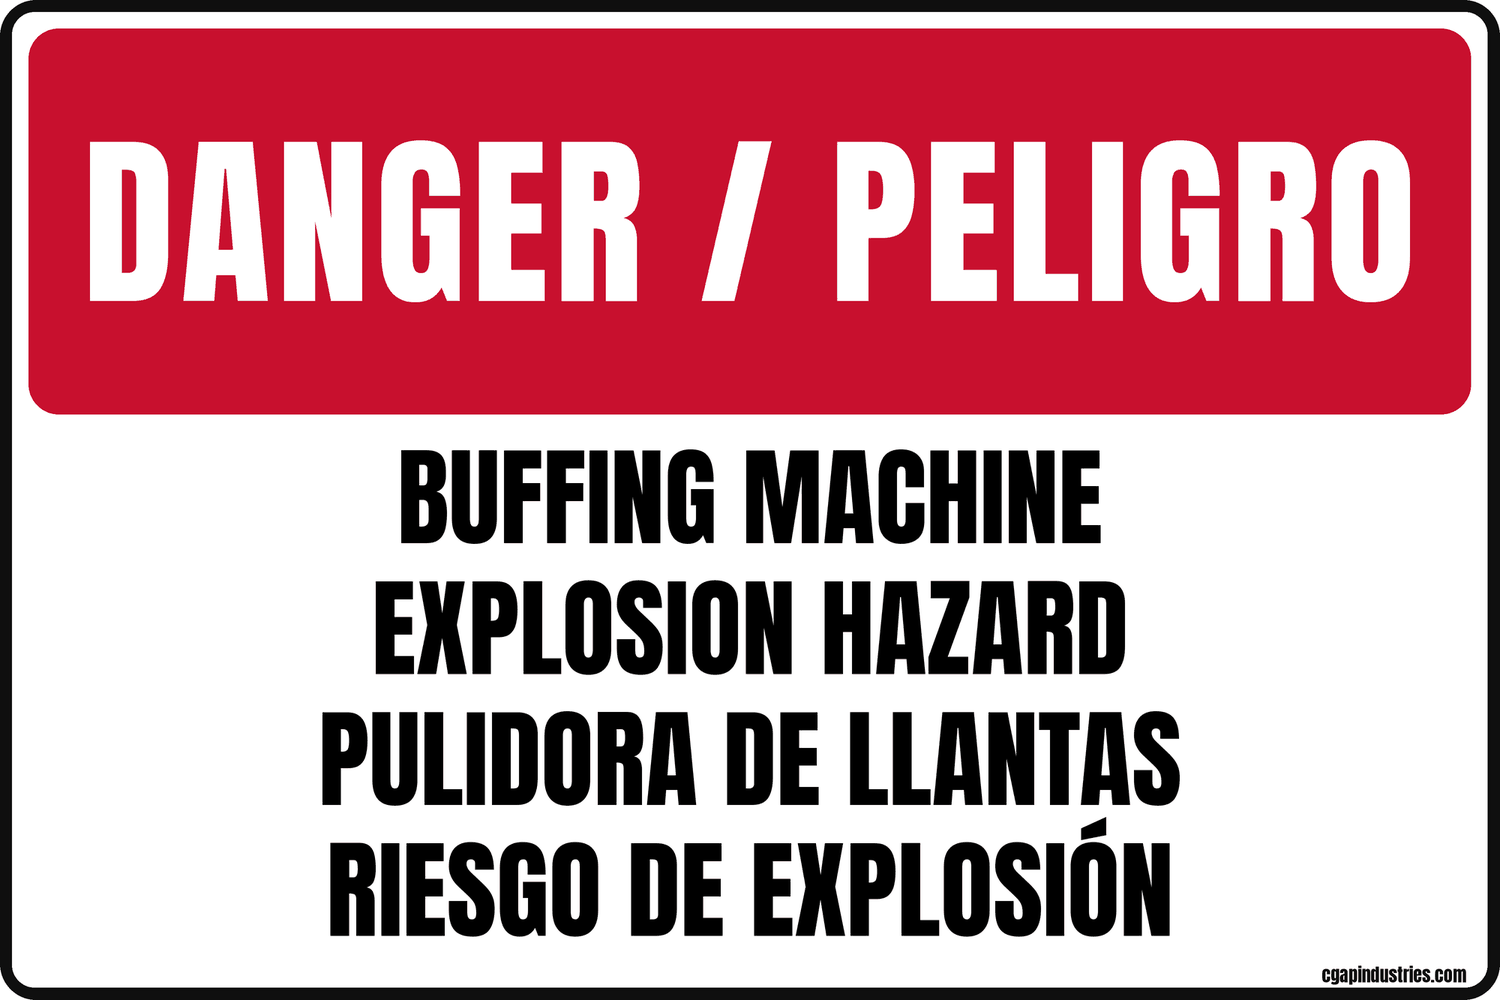 DANGER / PELIGRO
BUFFING MACHINE
EXPLOSION HAZARD
PULIDORA DE LLANTAS
RIESGO DE EXPLOSIÓN
cgapindustries.com